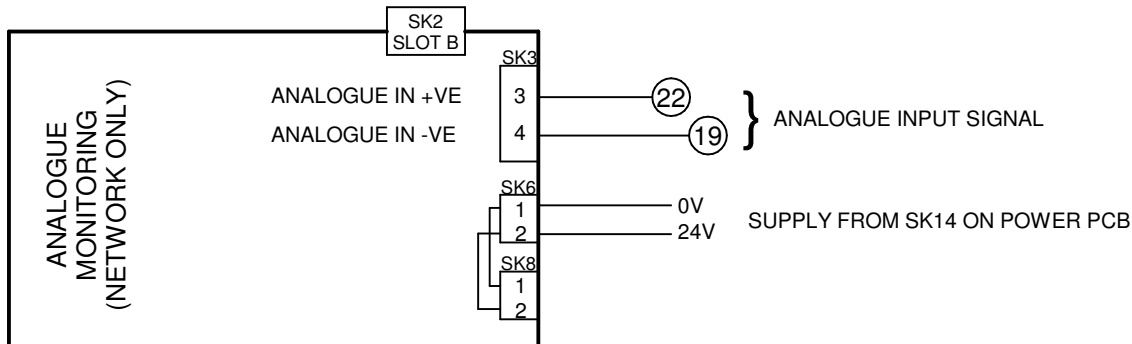 SK2
SLOT B
SK3
ANALOGUE IN +VE 3 22
ANALOGUE IN -VE 4 19
} ANALOGUE INPUT SIGNAL
SK6
1 0V
2 24V
SUPPLY FROM SK14 ON POWER PCB
SK8
1
2
ANALOGUE
MONITORING
(NETWORK ONLY)